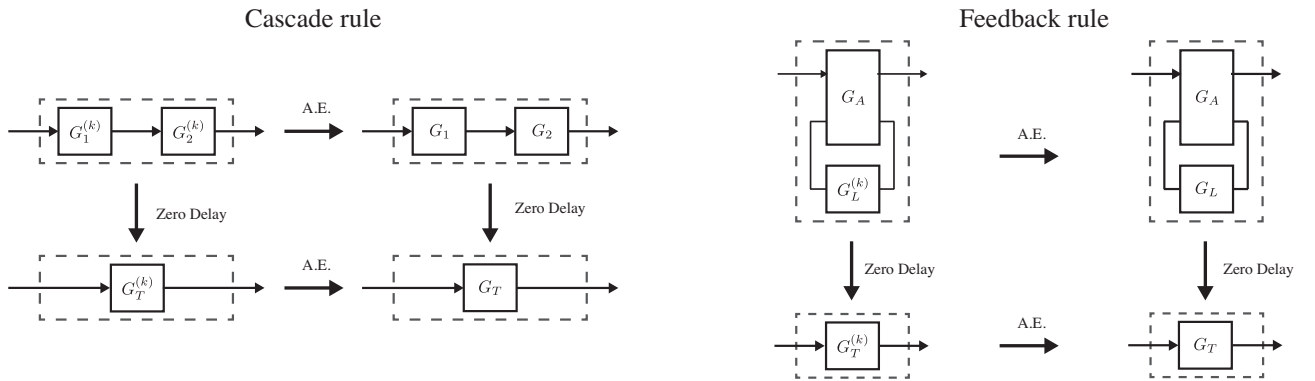 Cascade rule
A.E.
G_1^{(k)} G_2^{(k)} G_1 G_2
Zero Delay Zero Delay
A.E.
G_T^{(k)} G_T
Feedback rule
G_A G_A
A.E.
G_L^{(k)} G_L
Zero Delay Zero Delay
A.E.
G_T^{(k)} G_T